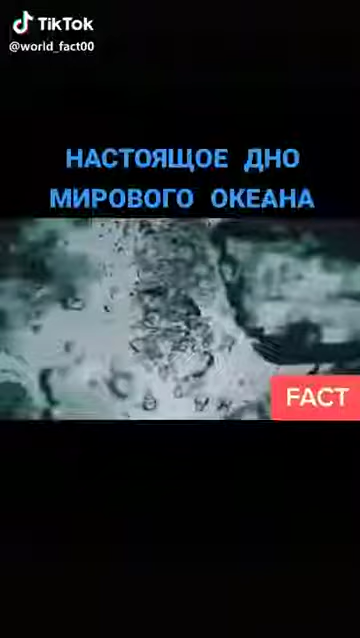 TikTok
@world_fact00
НАСТОЯЩОЕ ДНО
МИРОВОГО ОКЕАНА
FACT